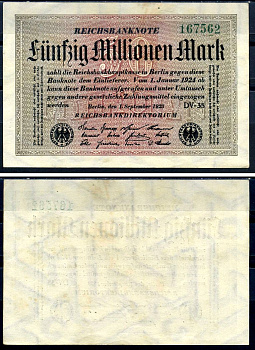 REICHSBANKNOTE
167562
Fünfzig Millionen Mark
zahlt die Reichsbankhauptkasse in Berlin gegen diese
Banknote dem Einlieferer. Vom 1. Januar 1924 ab
kann diese Banknote aufgerufen und unter Umtausch
gegen andere gesetzliche Zahlungsmittel eingezogen
werden
Berlin, den 1. September 1923
DV-38
REICHSBANKDIREKTORIUM